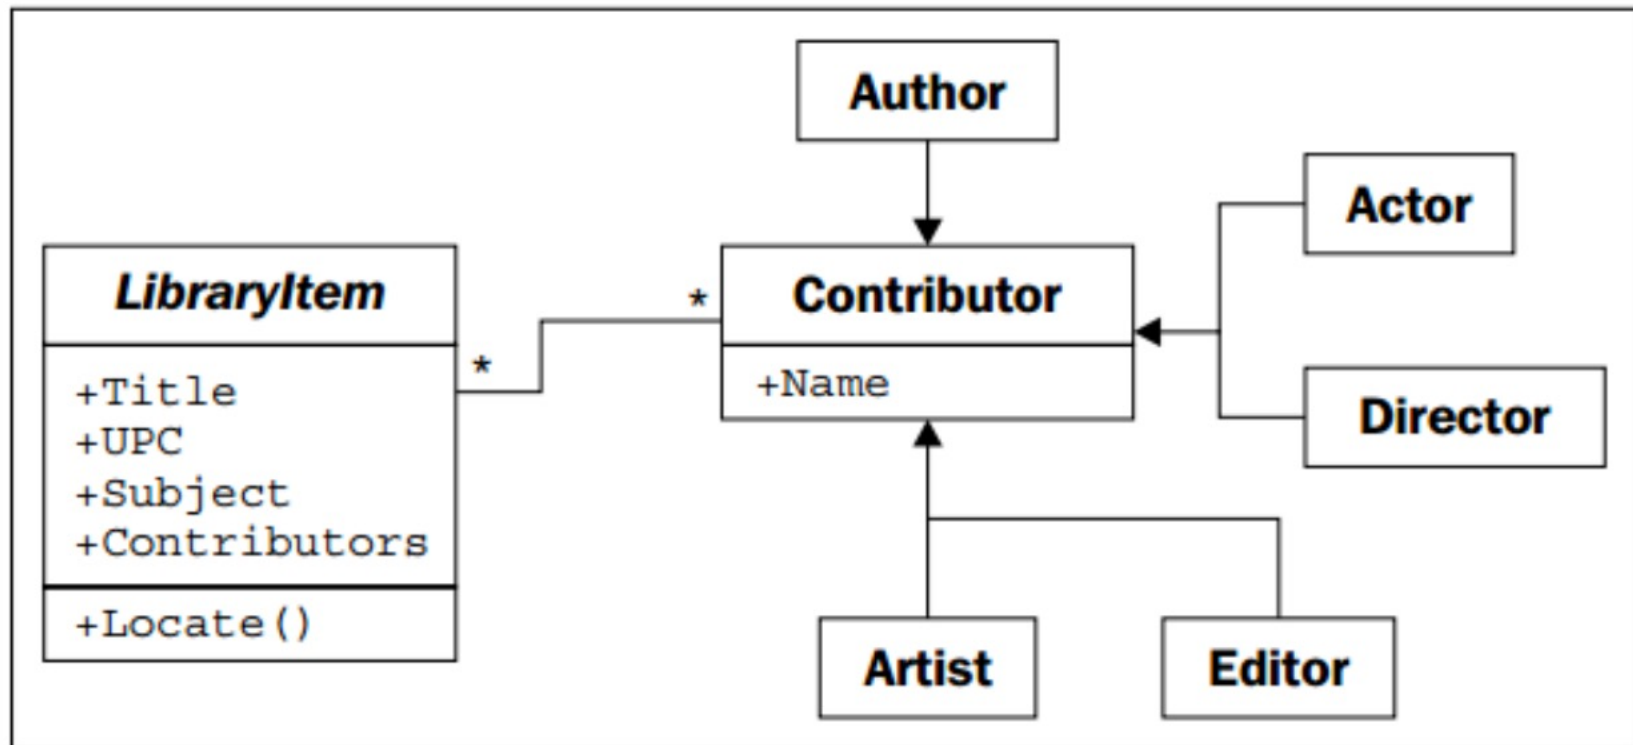 Author
Actor
LibraryItem
+Title
+UPC
+Subject
+Contributors
+Locate()
*
*
Contributor
+Name
Director
Artist
Editor